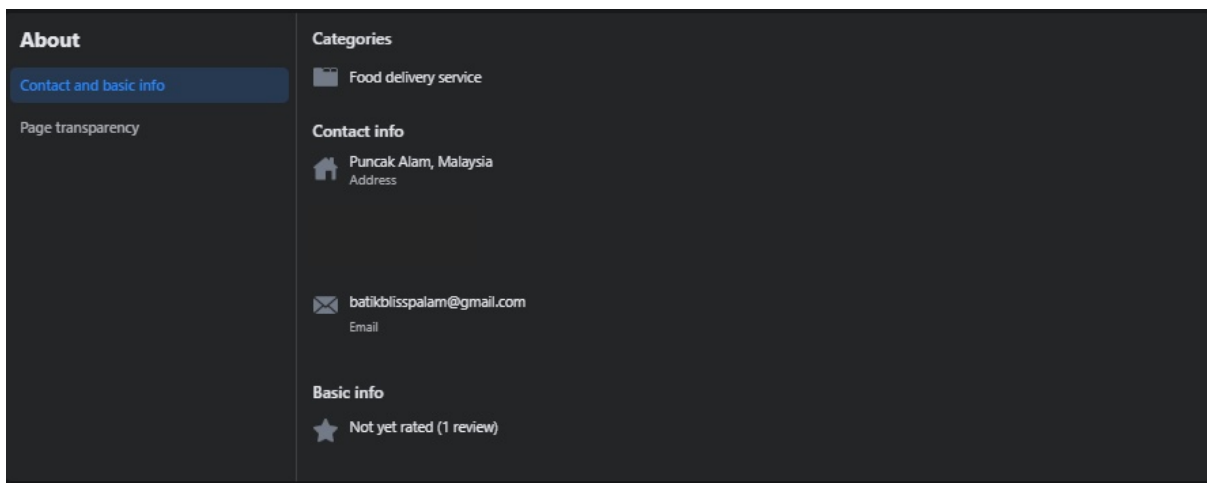 About
Contact and basic info
Page transparency
Categories
Food delivery service
Contact info
Puncak Alam, Malaysia
Address
batikblisspalam@gmail.com
Email
Basic info
Not yet rated (1 review)